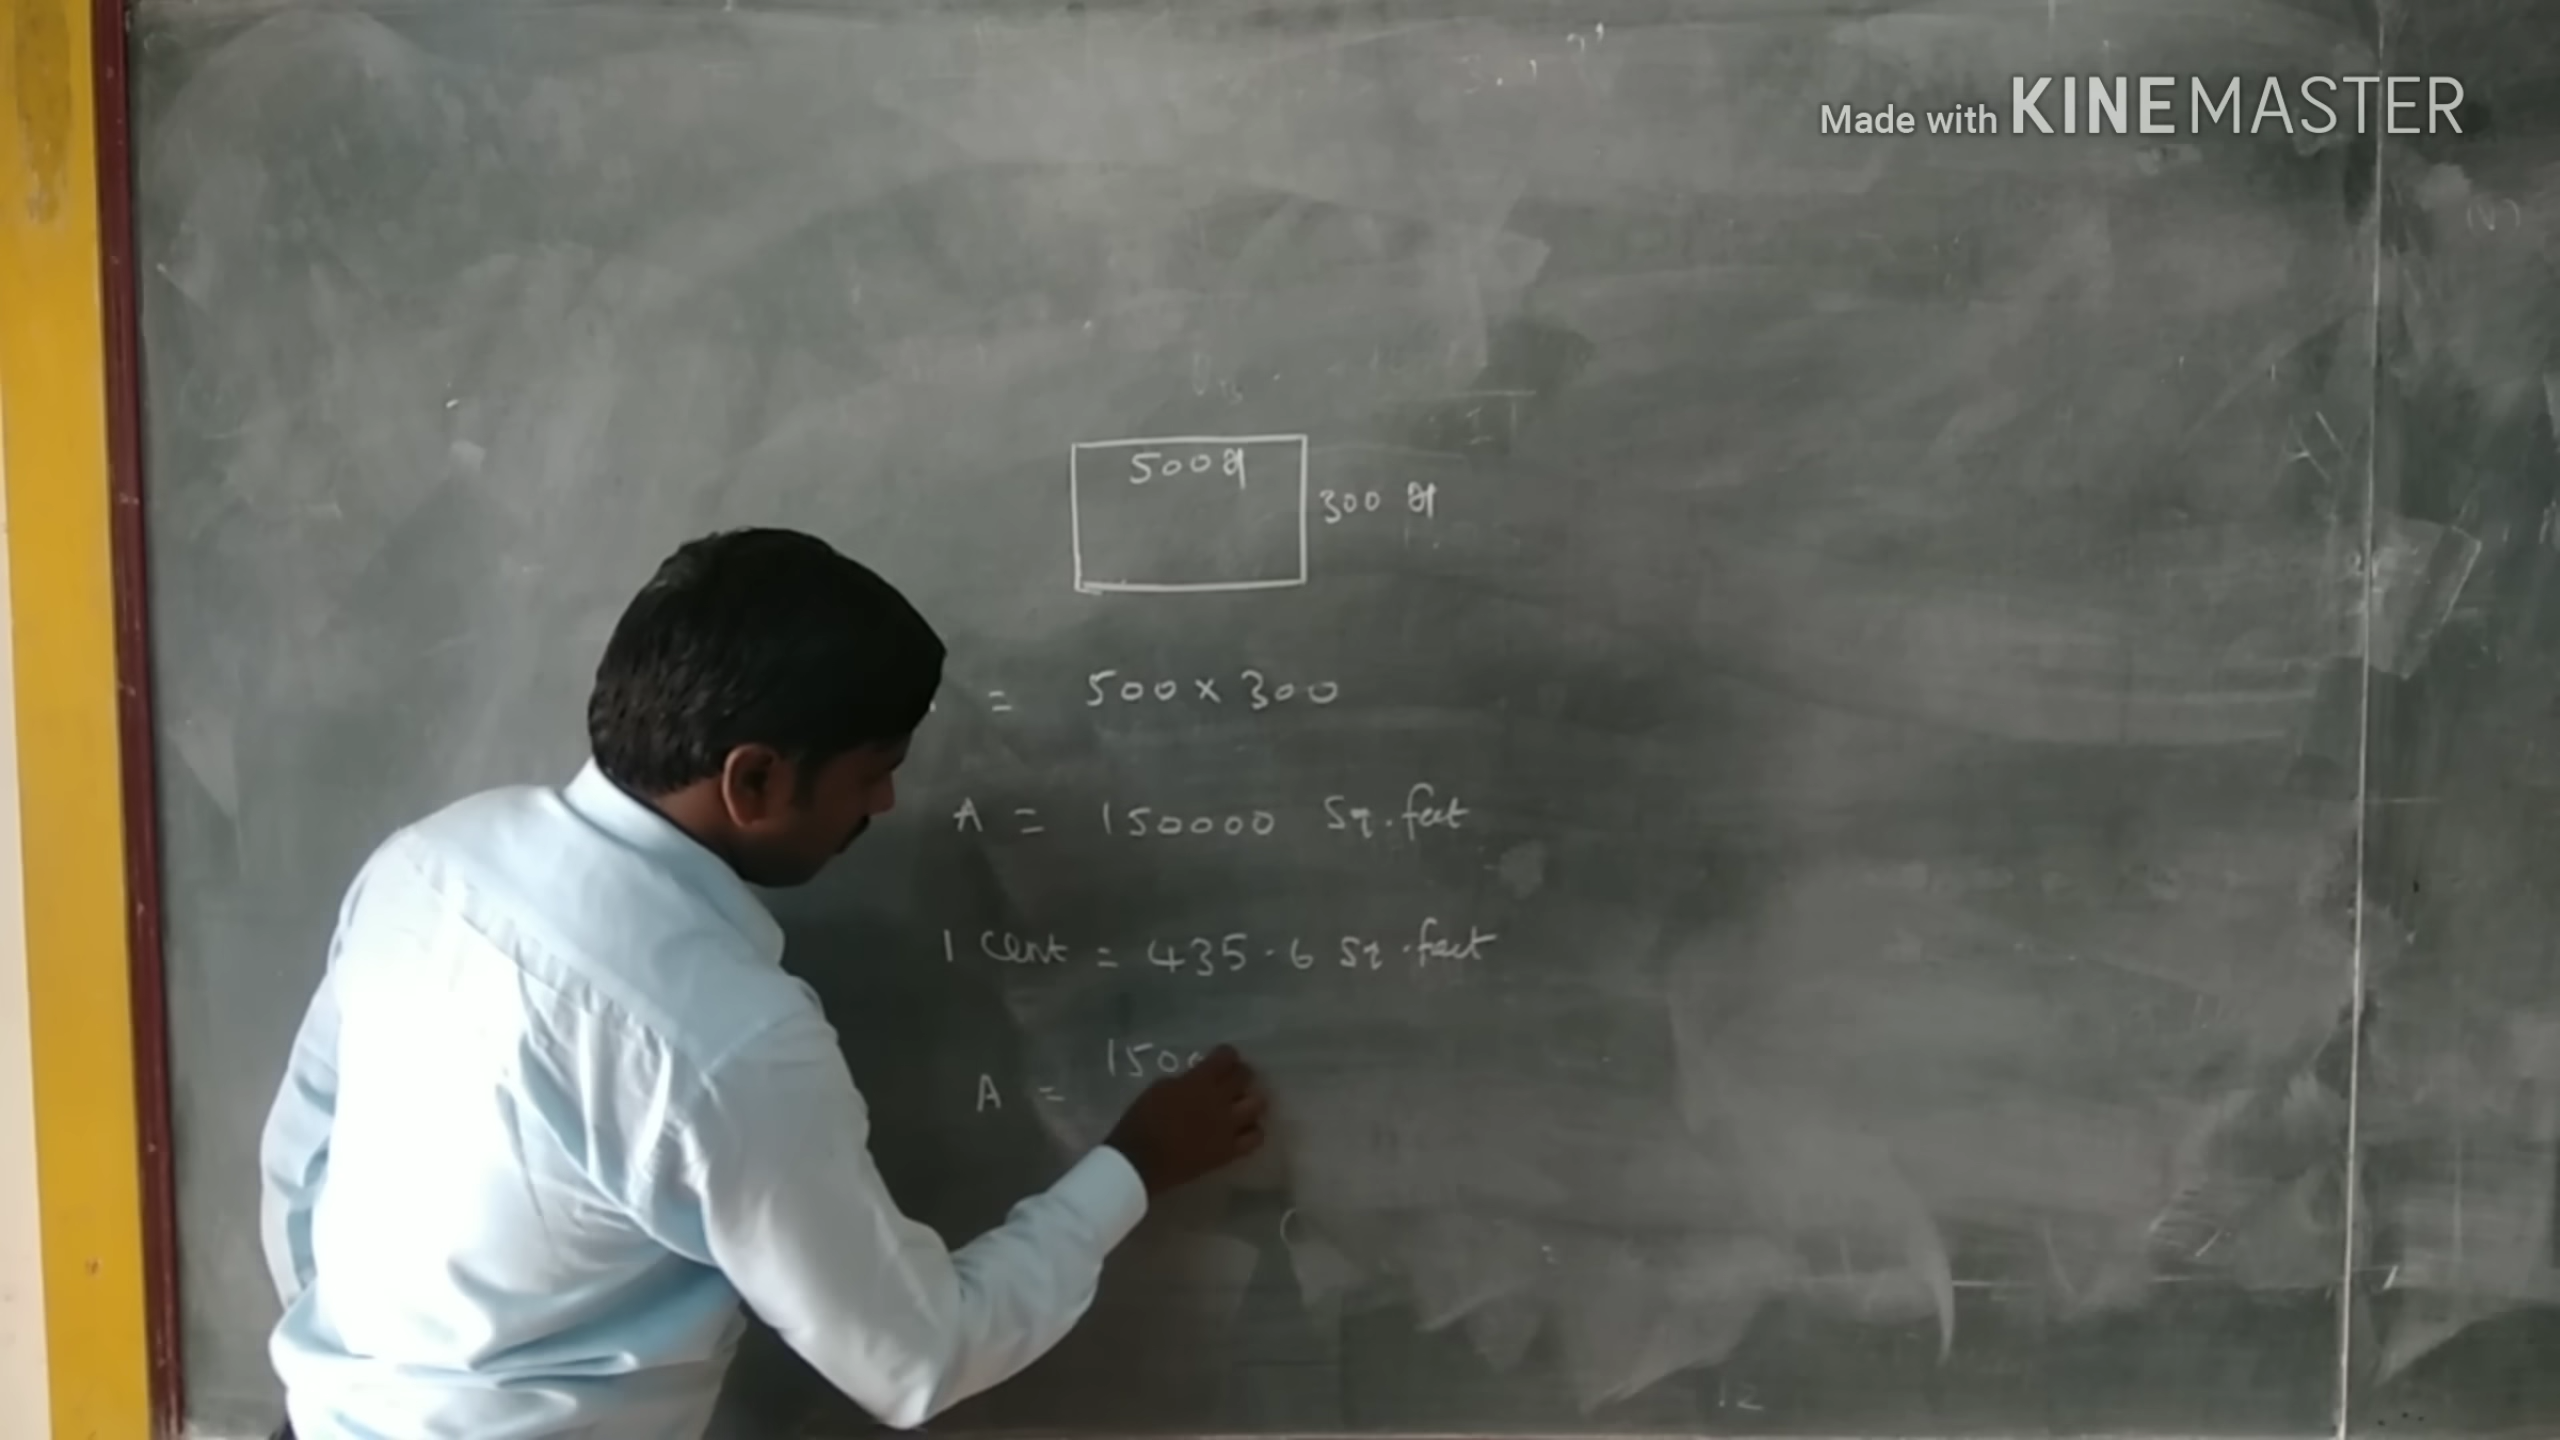 Made with KINEMASTER
500 அ
300 அ
= 500 x 300
A = 150000 Sq.feet
1 cent = 435.6 Sq.feet
A = 150